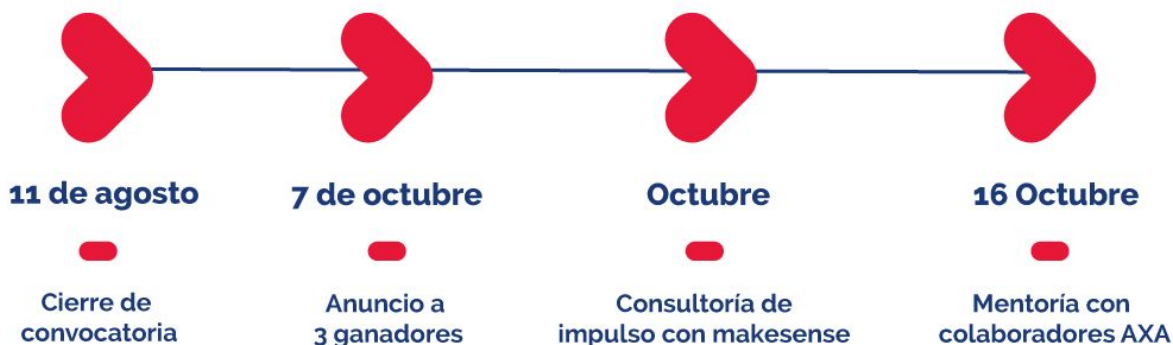 11 de agosto
7 de octubre
Octubre
16 Octubre
Cierre de
convocatoria
Anuncio a
3 ganadores
Consultoría de
impulso con makesense
Mentoría con
colaboradores AXA